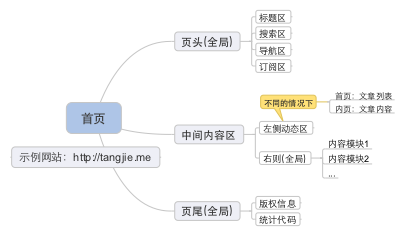 首页
示例网站：http://tangjie.me
页头(全局)
标题区
搜索区
导航区
订阅区
中间内容区
不同的情况下
首页：文章列表
内页：文章内容
左侧动态区
右则(全局)
内容模块1
内容模块2
...
页尾(全局)
版权信息
统计代码